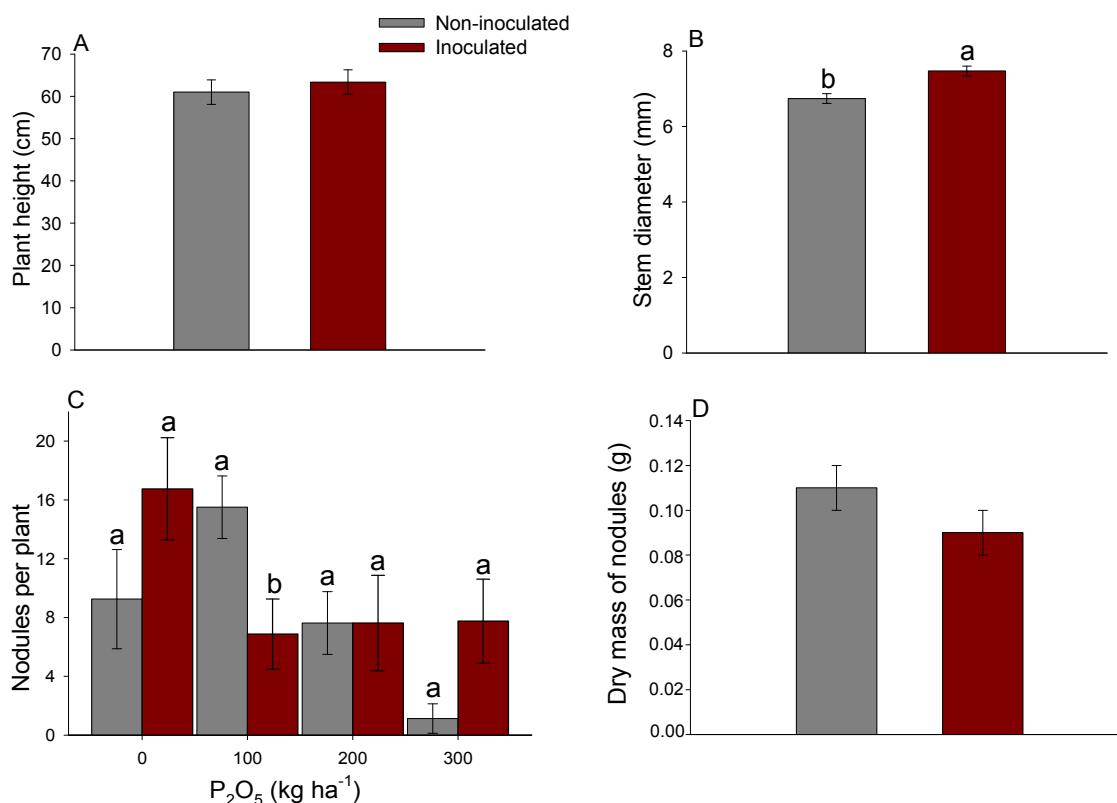 Non-inoculated
Inoculated
A
Plant height (cm)
70
60
50
40
30
20
10
0
B
Stem diameter (mm)
8
6
4
2
0
b
a
C
Nodules per plant
20
16
12
8
4
0
a
a
a
b
a
a
a
a
0 100 200 300
P₂O₅ (kg ha⁻¹)
D
Dry mass of nodules (g)
0.14
0.12
0.10
0.08
0.06
0.04
0.02
0.00